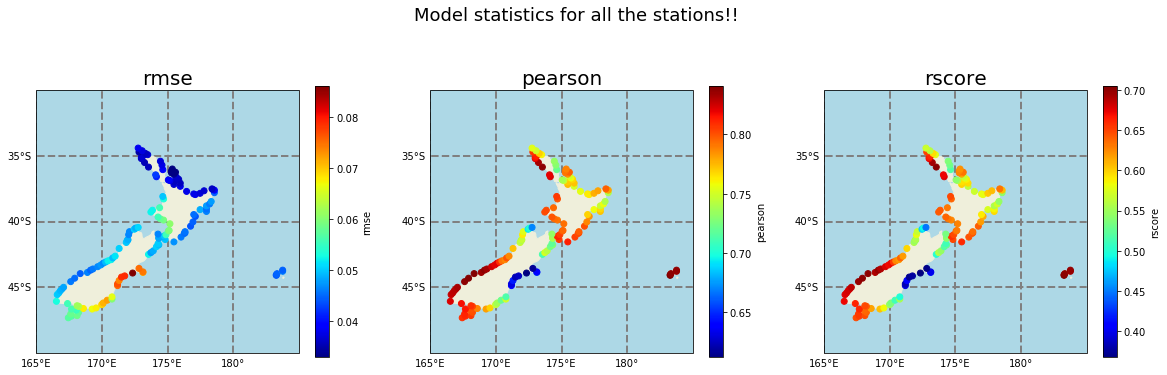 Model statistics for all the stations!!
rmse
35°S
40°S
45°S
165°E
170°E
175°E
180°
0.08
0.07
0.06
0.05
0.04
rmse
pearson
35°S
40°S
45°S
165°E
170°E
175°E
180°
0.80
0.75
0.70
0.65
pearson
rscore
35°S
40°S
45°S
165°E
170°E
175°E
180°
0.70
0.65
0.60
0.55
0.50
0.45
0.40
rscore